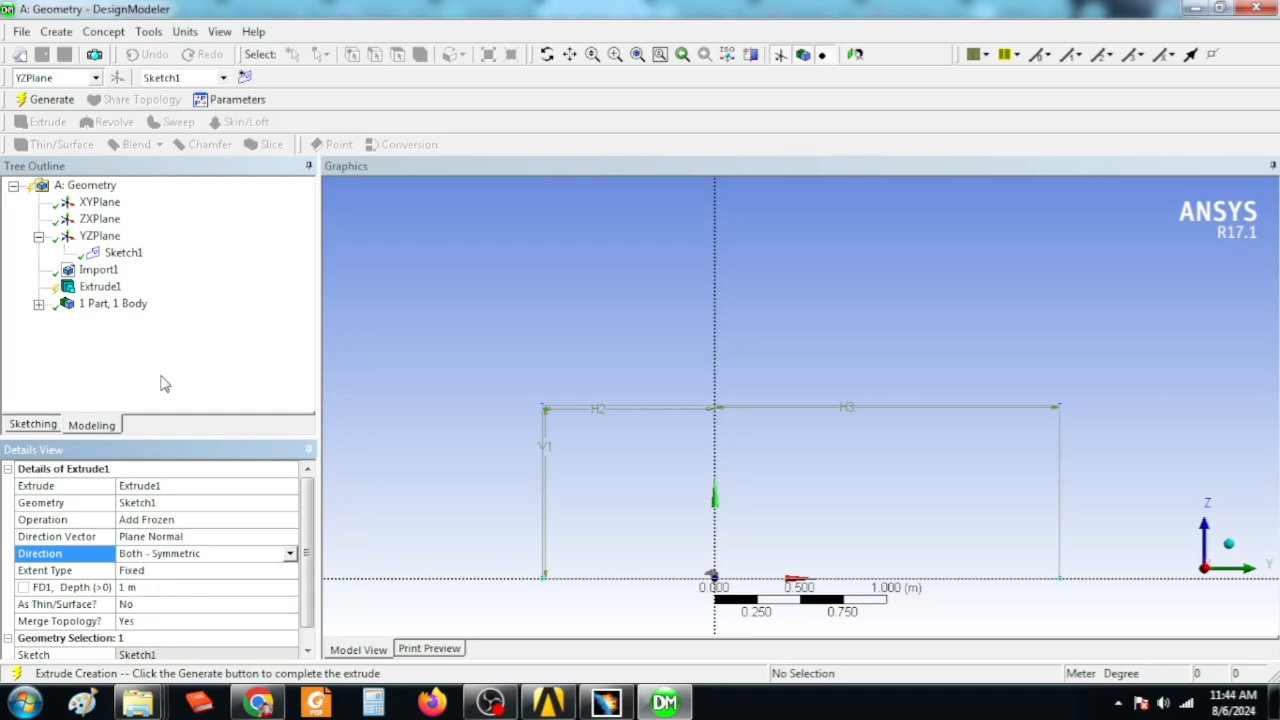 A: Geometry - DesignModeler
File Create Concept Tools Units View Help
Undo Redo Select: ISO
YZPlane Sketch1
Generate Share Topology Parameters
Extrude Revolve Sweep Skin/Loft
Thin/Surface Blend Chamfer Slice Point Conversion
Tree Outline
A: Geometry
XYPlane
ZXPlane
YZPlane
Sketch1
Import1
Extrude1
1 Part, 1 Body
Sketching Modeling
Details View
Details of Extrude1
Extrude Extrude1
Geometry Sketch1
Operation Add Frozen
Direction Vector Plane Normal
Direction Both - Symmetric
Extent Type Fixed
FD1, Depth (>0) 1 m
As Thin/Surface? No
Merge Topology? Yes
Geometry Selection: 1
Sketch Sketch1
Graphics
ANSYS
R17.1
H2 H3
V1
Z
Y
0.000 0.500 1.000 (m)
0.250 0.750
Model View Print Preview
Extrude Creation -- Click the Generate button to complete the extrude No Selection Meter Degree 0 0
PDF DM
11:44 AM
8/6/2024